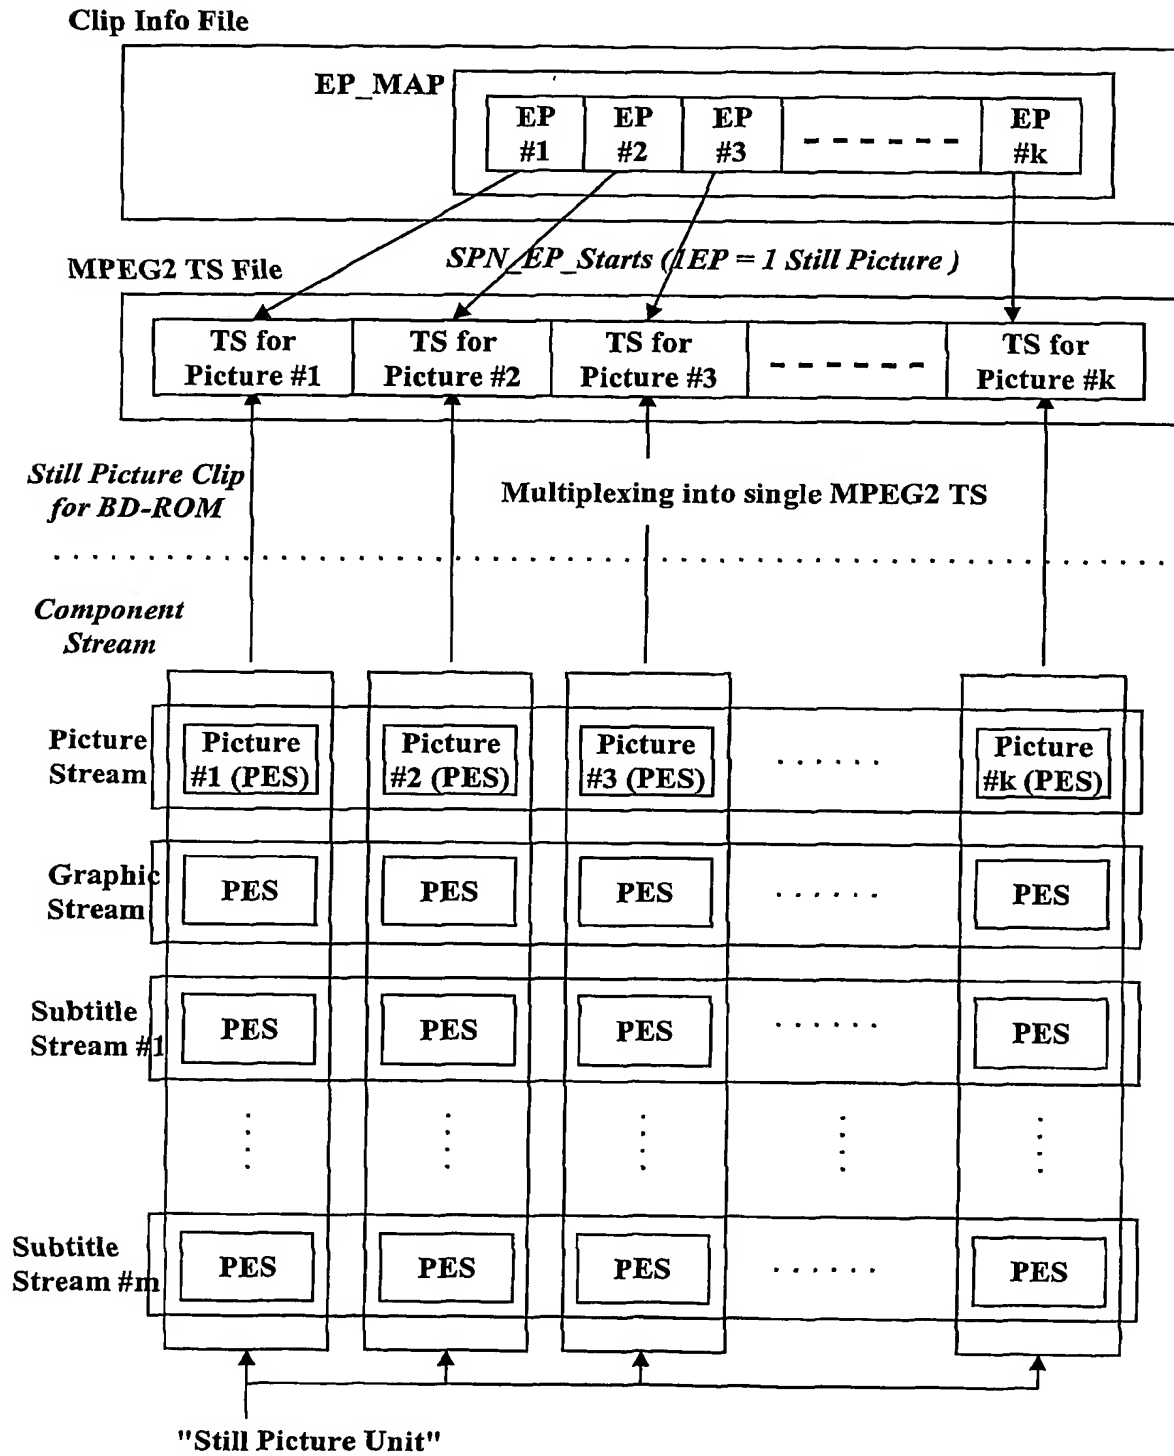 Clip Info File
EP_MAP
EP #1
EP #2
EP #3
EP #k
SPN_EP_Starts (1EP = 1 Still Picture )
MPEG2 TS File
TS for Picture #1
TS for Picture #2
TS for Picture #3
TS for Picture #k
Still Picture Clip
for BD-ROM
Multiplexing into single MPEG2 TS
Component
Stream
Picture
Stream
Picture #1 (PES)
Picture #2 (PES)
Picture #3 (PES)
Picture #k (PES)
Graphic
Stream
PES
PES
PES
PES
Subtitle
Stream #1
PES
PES
PES
PES
Subtitle
Stream #m
PES
PES
PES
PES
"Still Picture Unit"